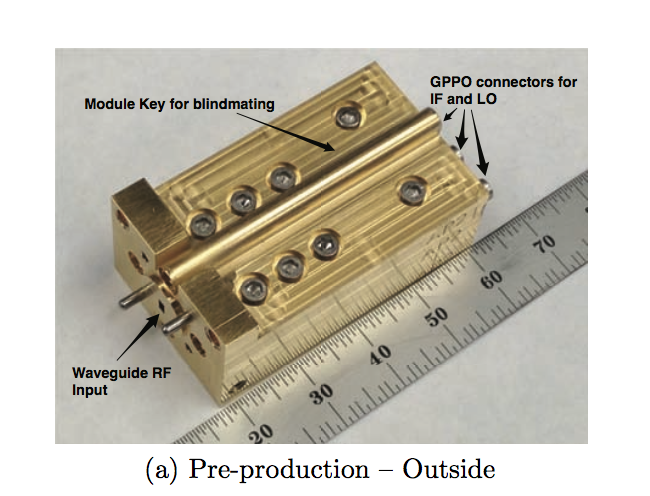 GPPO connectors for
IF and LO
Module Key for blindmating
Waveguide RF
Input
20
30
40
50
60
70
(a) Pre-production – Outside